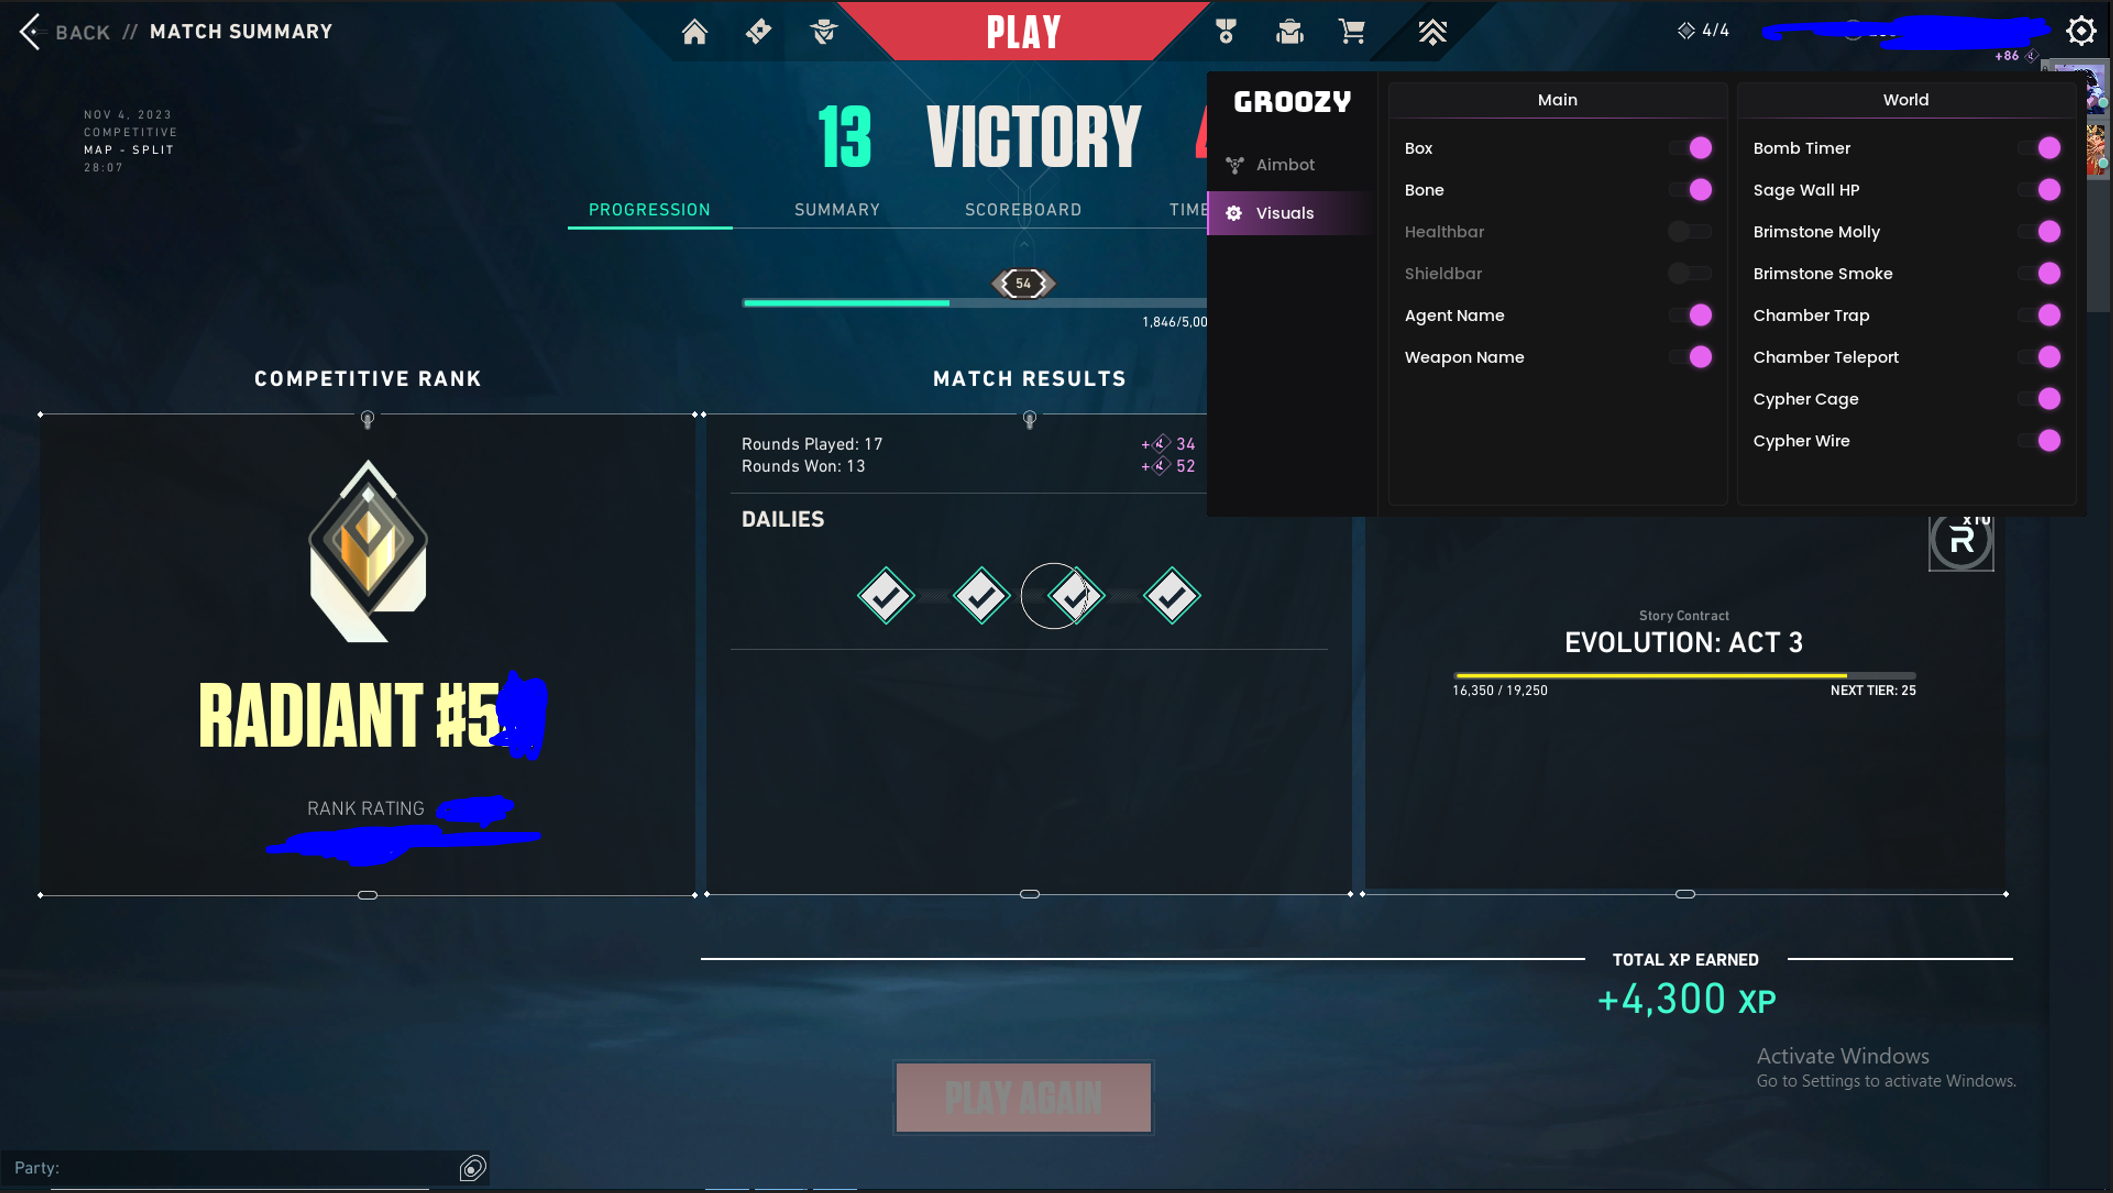 BACK // MATCH SUMMARY
PLAY
4/4
+86
NOV 4, 2023
COMPETITIVE
MAP - SPLIT
28:07
13 VICTORY
PROGRESSION
SUMMARY
SCOREBOARD
TIME
54
1,846/5,00
COMPETITIVE RANK
RADIANT #5
RANK RATING
MATCH RESULTS
Rounds Played: 17
+ 34
Rounds Won: 13
+ 52
DAILIES
GROOZY
Aimbot
Visuals
Main
Box
Bone
Healthbar
Shieldbar
Agent Name
Weapon Name
World
Bomb Timer
Sage Wall HP
Brimstone Molly
Brimstone Smoke
Chamber Trap
Chamber Teleport
Cypher Cage
Cypher Wire
x10
R
Story Contract
EVOLUTION: ACT 3
16,350 / 19,250
NEXT TIER: 25
TOTAL XP EARNED
+4,300 XP
PLAY AGAIN
Activate Windows
Go to Settings to activate Windows.
Party: